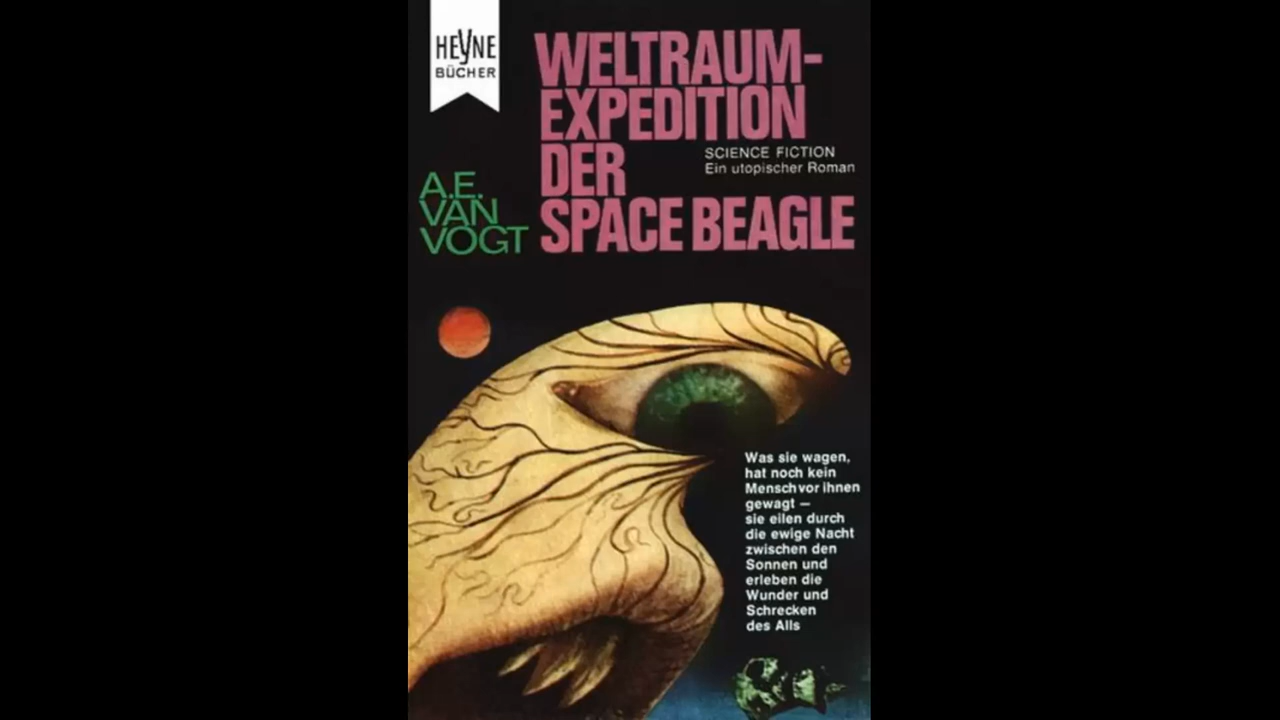 HEYNE
BÜCHER
WELTRAUM-
EXPEDITION
DER
SPACE BEAGLE
SCIENCE FICTION
Ein utopischer Roman
A.E.
VAN
VOGT
Was sie wagen,
hat noch kein
Mensch vor ihnen
gewagt —
sie eilen durch
die ewige Nacht
zwischen den
Sonnen und
erleben die
Wunder und
Schrecken
des Alls